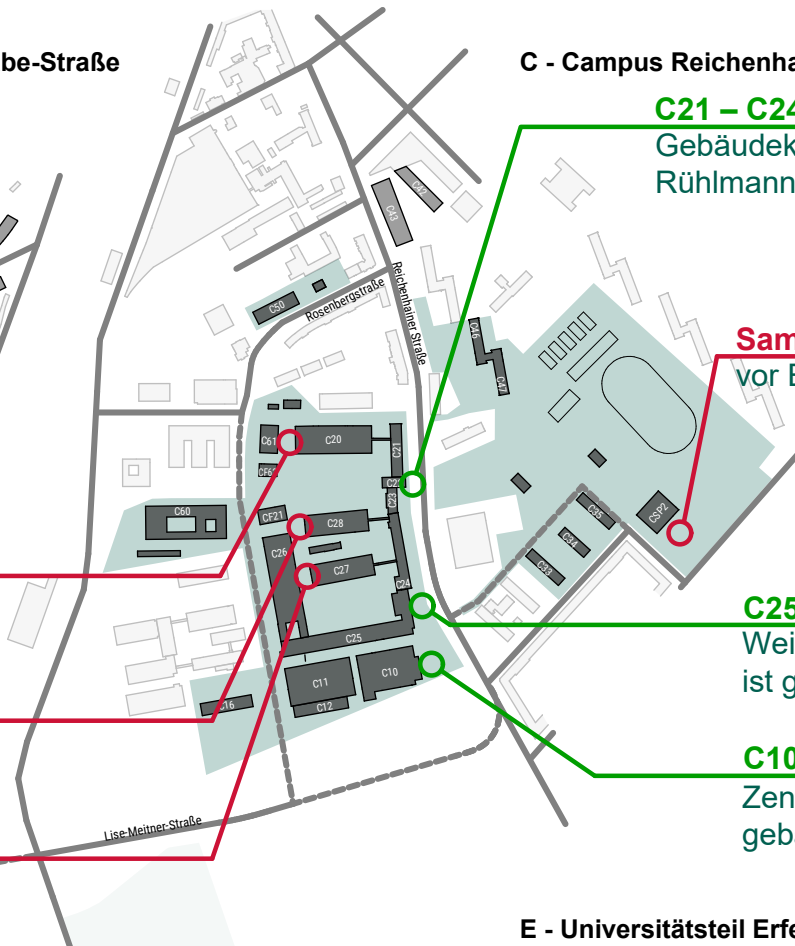 be-Straße
C - Campus Reichenha
C21 – C24
Gebäudek
Rühlmann
C42
C43
Reichenhainer Straße
Rosenbergstraße
C50
C46
C47
Sam
vor E
C61
C20
C21
C22
C23
CF21
C28
C60
C26
C27
C24
C35
CSP2
C34
C33
C25
C25
Wei
ist g
C11
C10
C16
C12
C10
Zen
geb
Lise-Meitner-Straße
E - Universitätsteil Erfe